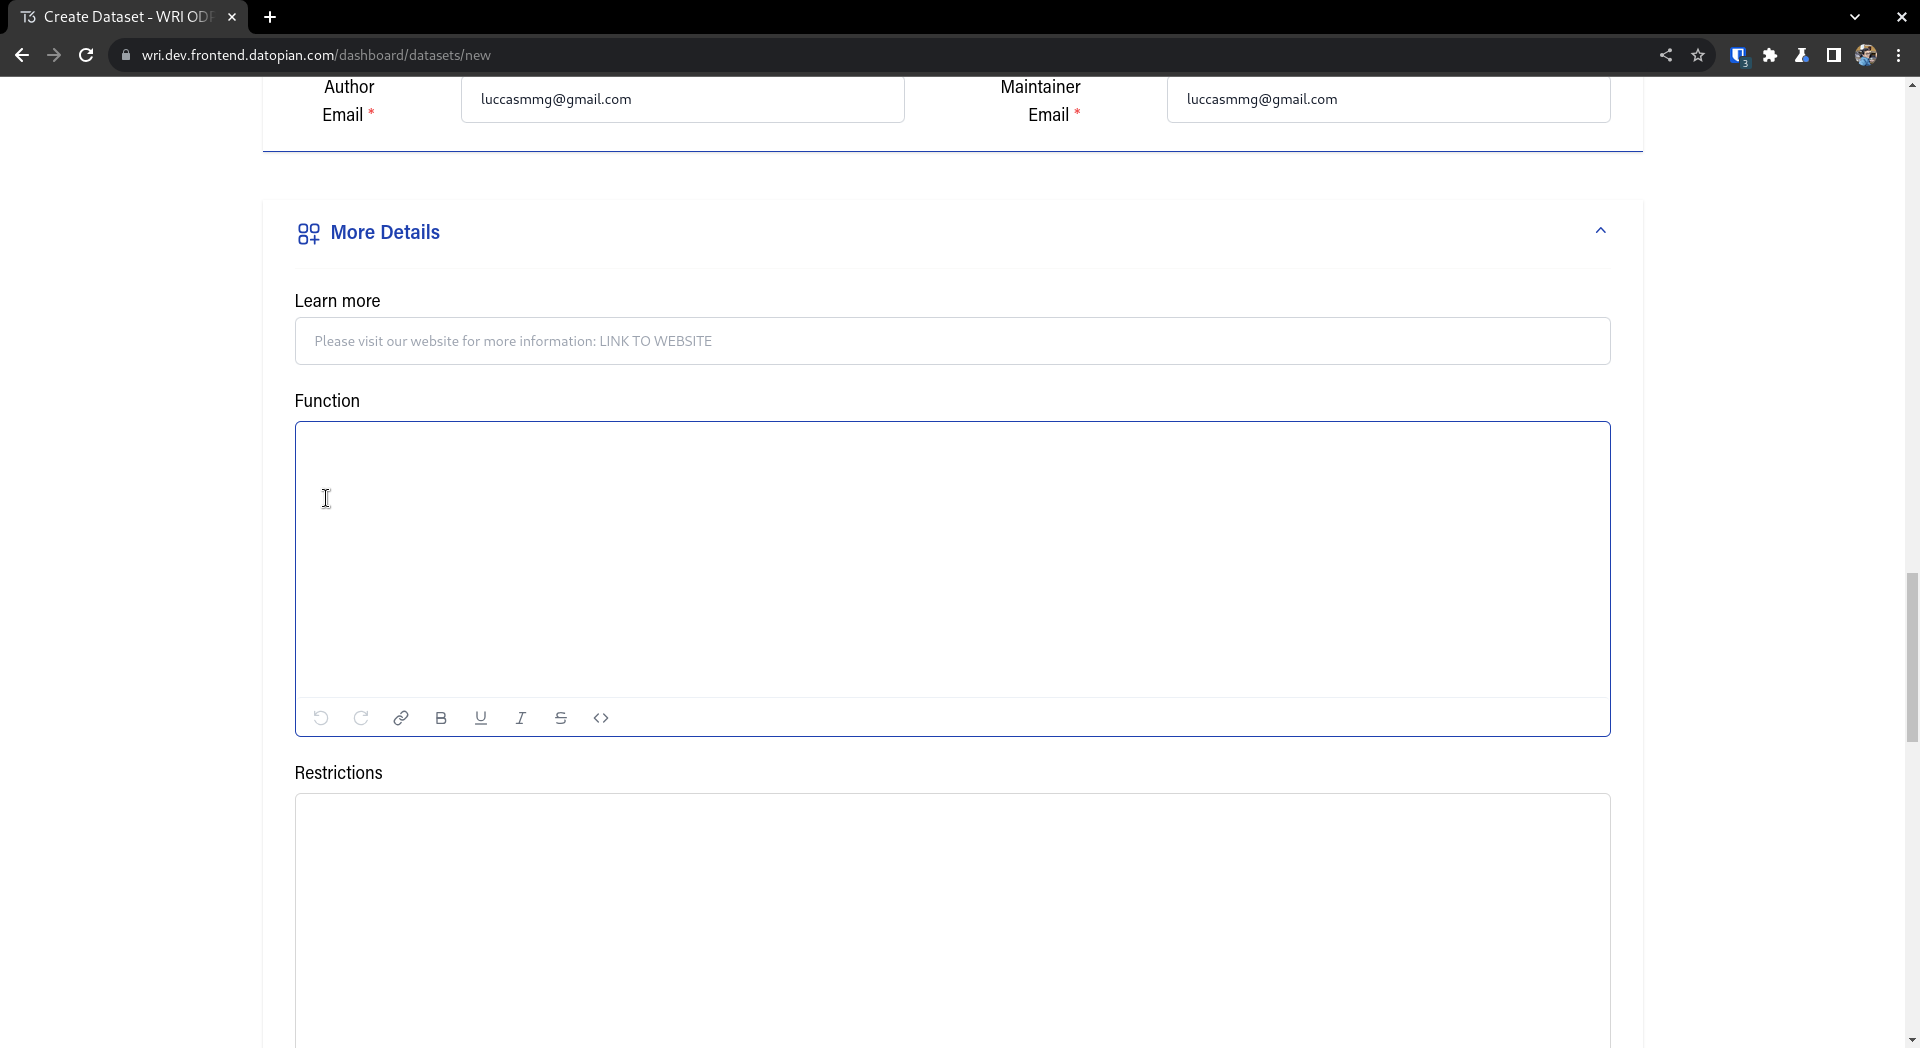 Create Dataset - WRI OD
wri.dev.frontend.datopian.com/dashboard/datasets/new
3
Author Email *
luccasmmg@gmail.com
Maintainer Email *
luccasmmg@gmail.com
More Details
Learn more
Please visit our website for more information: LINK TO WEBSITE
Function
B U I S <>
Restrictions